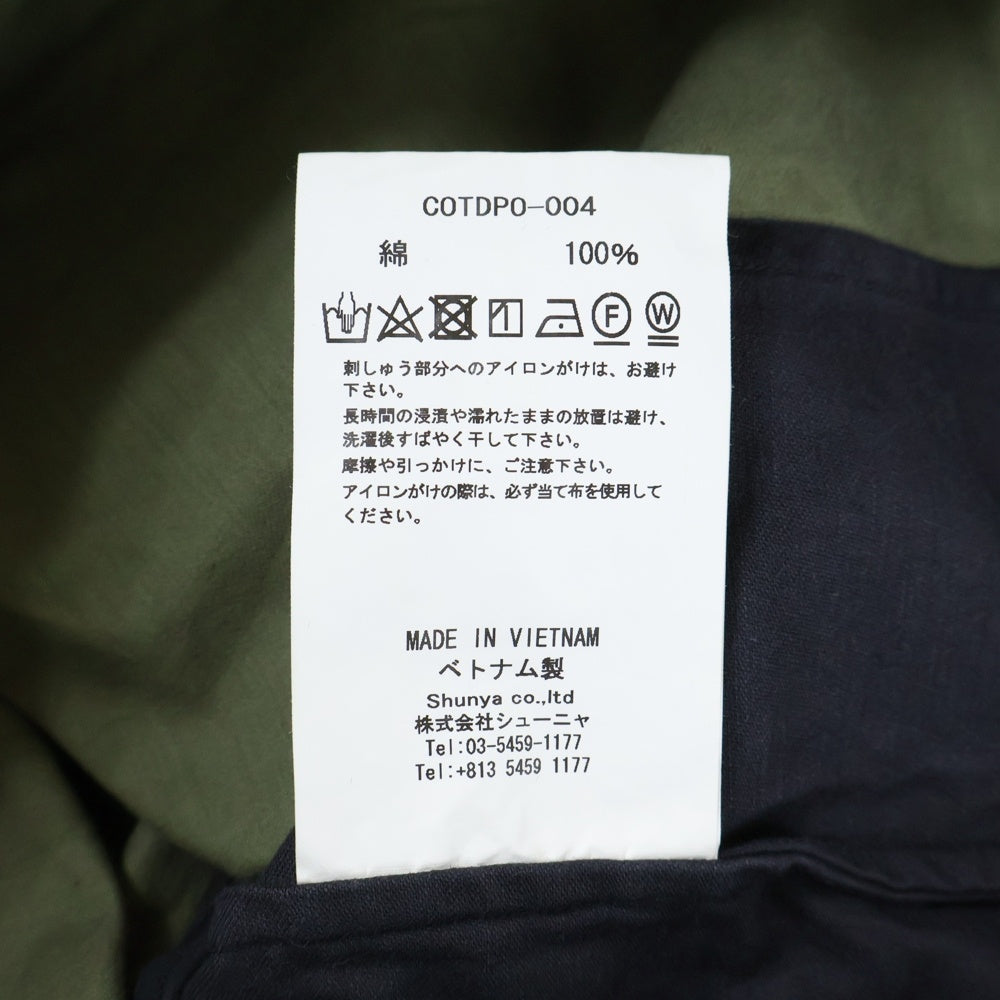 COTDPO-004
綿 100%
F W
刺しゅう部分へのアイロンがけは、お避け
下さい。
長時間の浸漬や濡れたままの放置は避け、
洗濯後すばやく干して下さい。
摩擦や引っかけに、ご注意下さい。
アイロンがけの際は、必ず当て布を使用して
ください。
MADE IN VIETNAM
ベトナム製
Shunya co.,ltd
株式会社シューニャ
Tel:03-5459-1177
Tel:+813 5459 1177